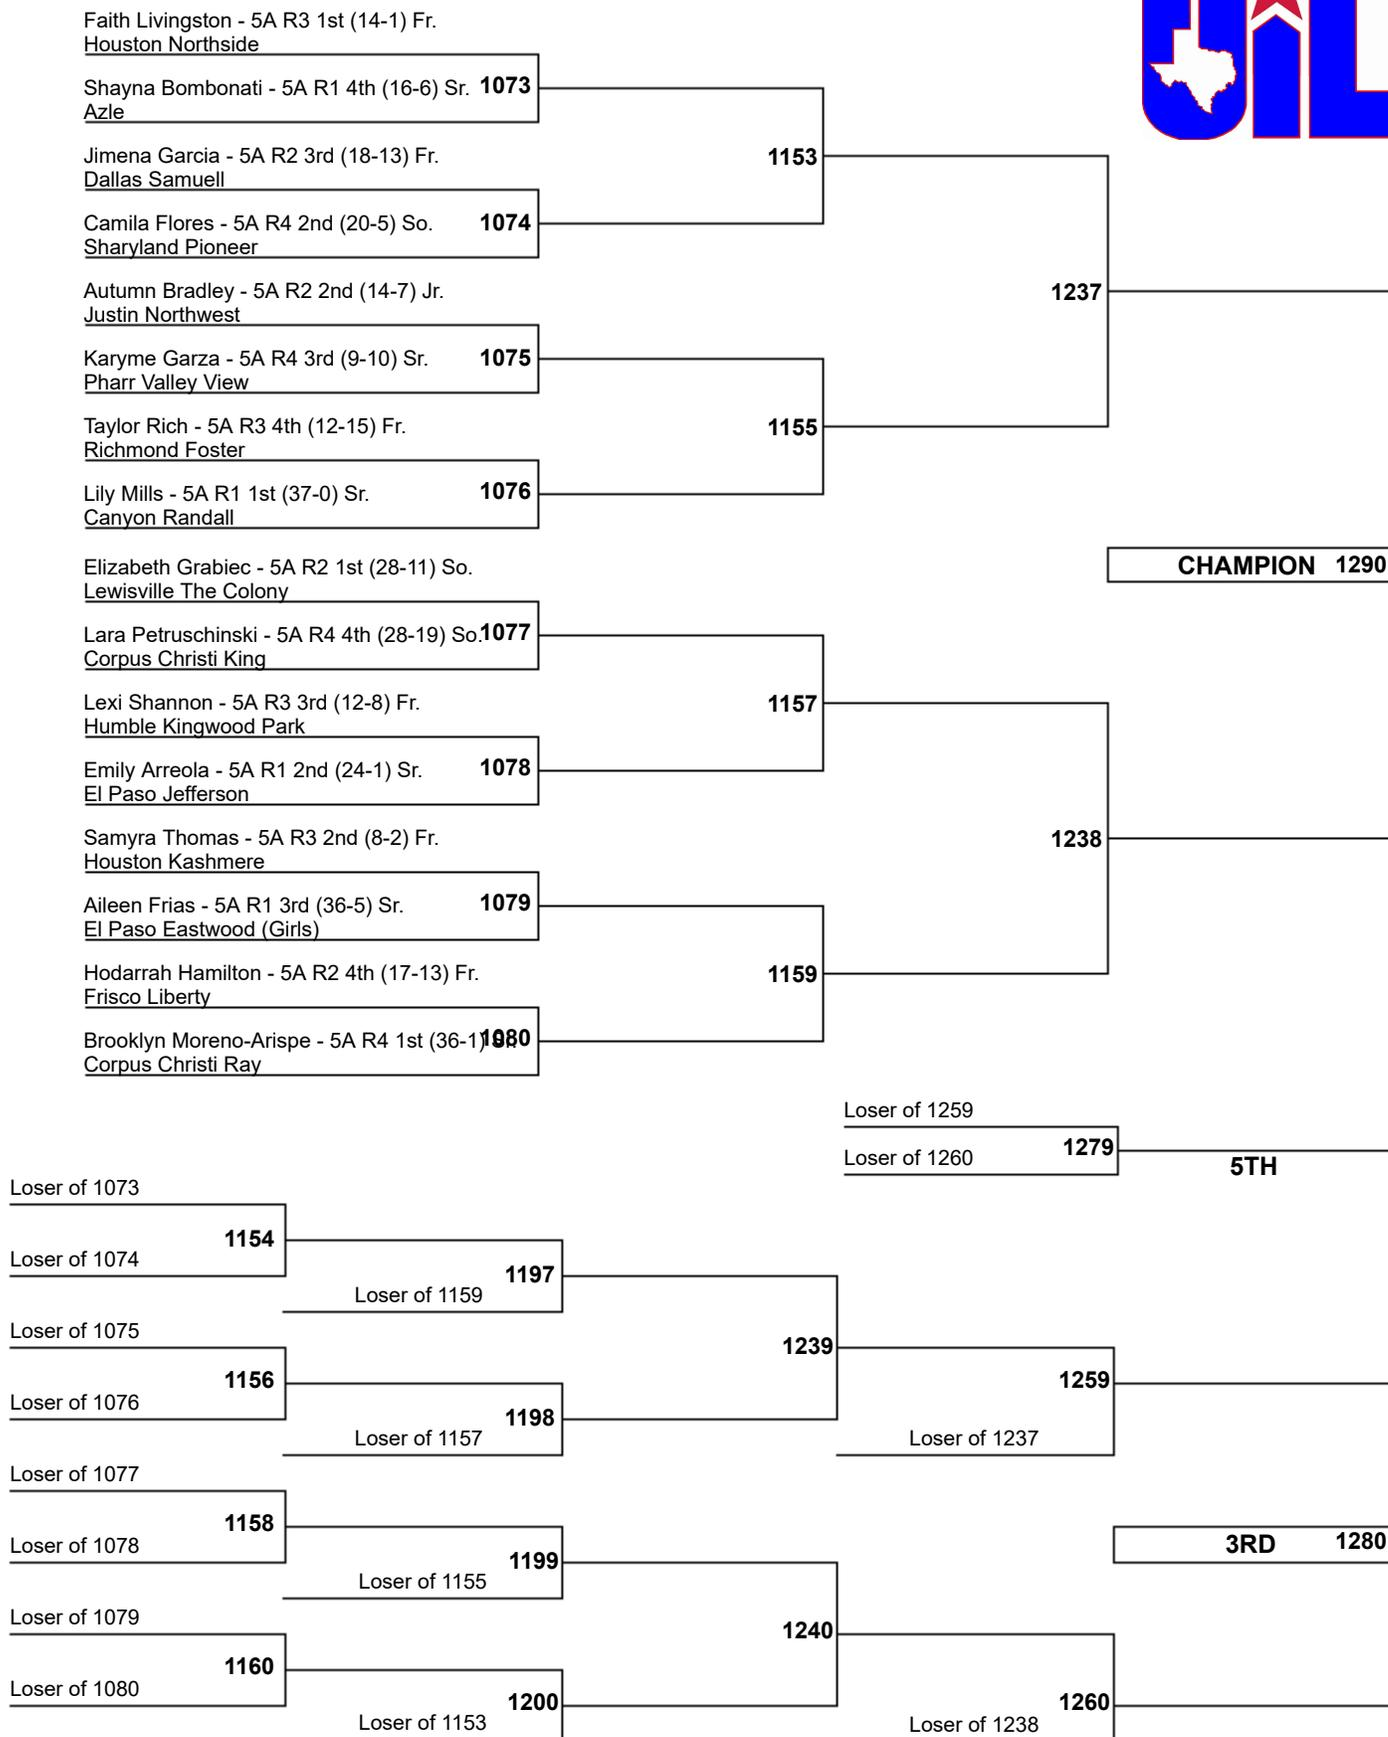 Faith Livingston - 5A R3 1st (14-1) Fr.
Houston Northside
Shayna Bombonati - 5A R1 4th (16-6) Sr. 1073
Azle
Jimena Garcia - 5A R2 3rd (18-13) Fr.
1153
Dallas Samuell
Camila Flores - 5A R4 2nd (20-5) So. 1074
Sharyland Pioneer
Autumn Bradley - 5A R2 2nd (14-7) Jr.
1237
Justin Northwest
Karyme Garza - 5A R4 3rd (9-10) Sr. 1075
Pharr Valley View
Taylor Rich - 5A R3 4th (12-15) Fr.
1155
Richmond Foster
Lily Mills - 5A R1 1st (37-0) Sr. 1076
Canyon Randall
CHAMPION 1290
Elizabeth Grabiec - 5A R2 1st (28-11) So.
Lewisville The Colony
Lara Petruschinski - 5A R4 4th (28-19) So. 1077
Corpus Christi King
Lexi Shannon - 5A R3 3rd (12-8) Fr.
1157
Humble Kingwood Park
Emily Arreola - 5A R1 2nd (24-1) Sr. 1078
El Paso Jefferson
Samyra Thomas - 5A R3 2nd (8-2) Fr.
1238
Houston Kashmere
Aileen Frias - 5A R1 3rd (36-5) Sr. 1079
El Paso Eastwood (Girls)
Hodarrah Hamilton - 5A R2 4th (17-13) Fr.
1159
Frisco Liberty
Brooklyn Moreno-Arispe - 5A R4 1st (36-1) 1080
Corpus Christi Ray
Loser of 1259
1279
Loser of 1260
5TH
Loser of 1073
1154
Loser of 1074
1197
Loser of 1159
Loser of 1075
1239
1156
1259
Loser of 1076
1198
Loser of 1157
Loser of 1237
Loser of 1077
1158
Loser of 1078
3RD 1280
1199
Loser of 1155
Loser of 1079
1240
1160
Loser of 1080
1200
1260
Loser of 1153
Loser of 1238